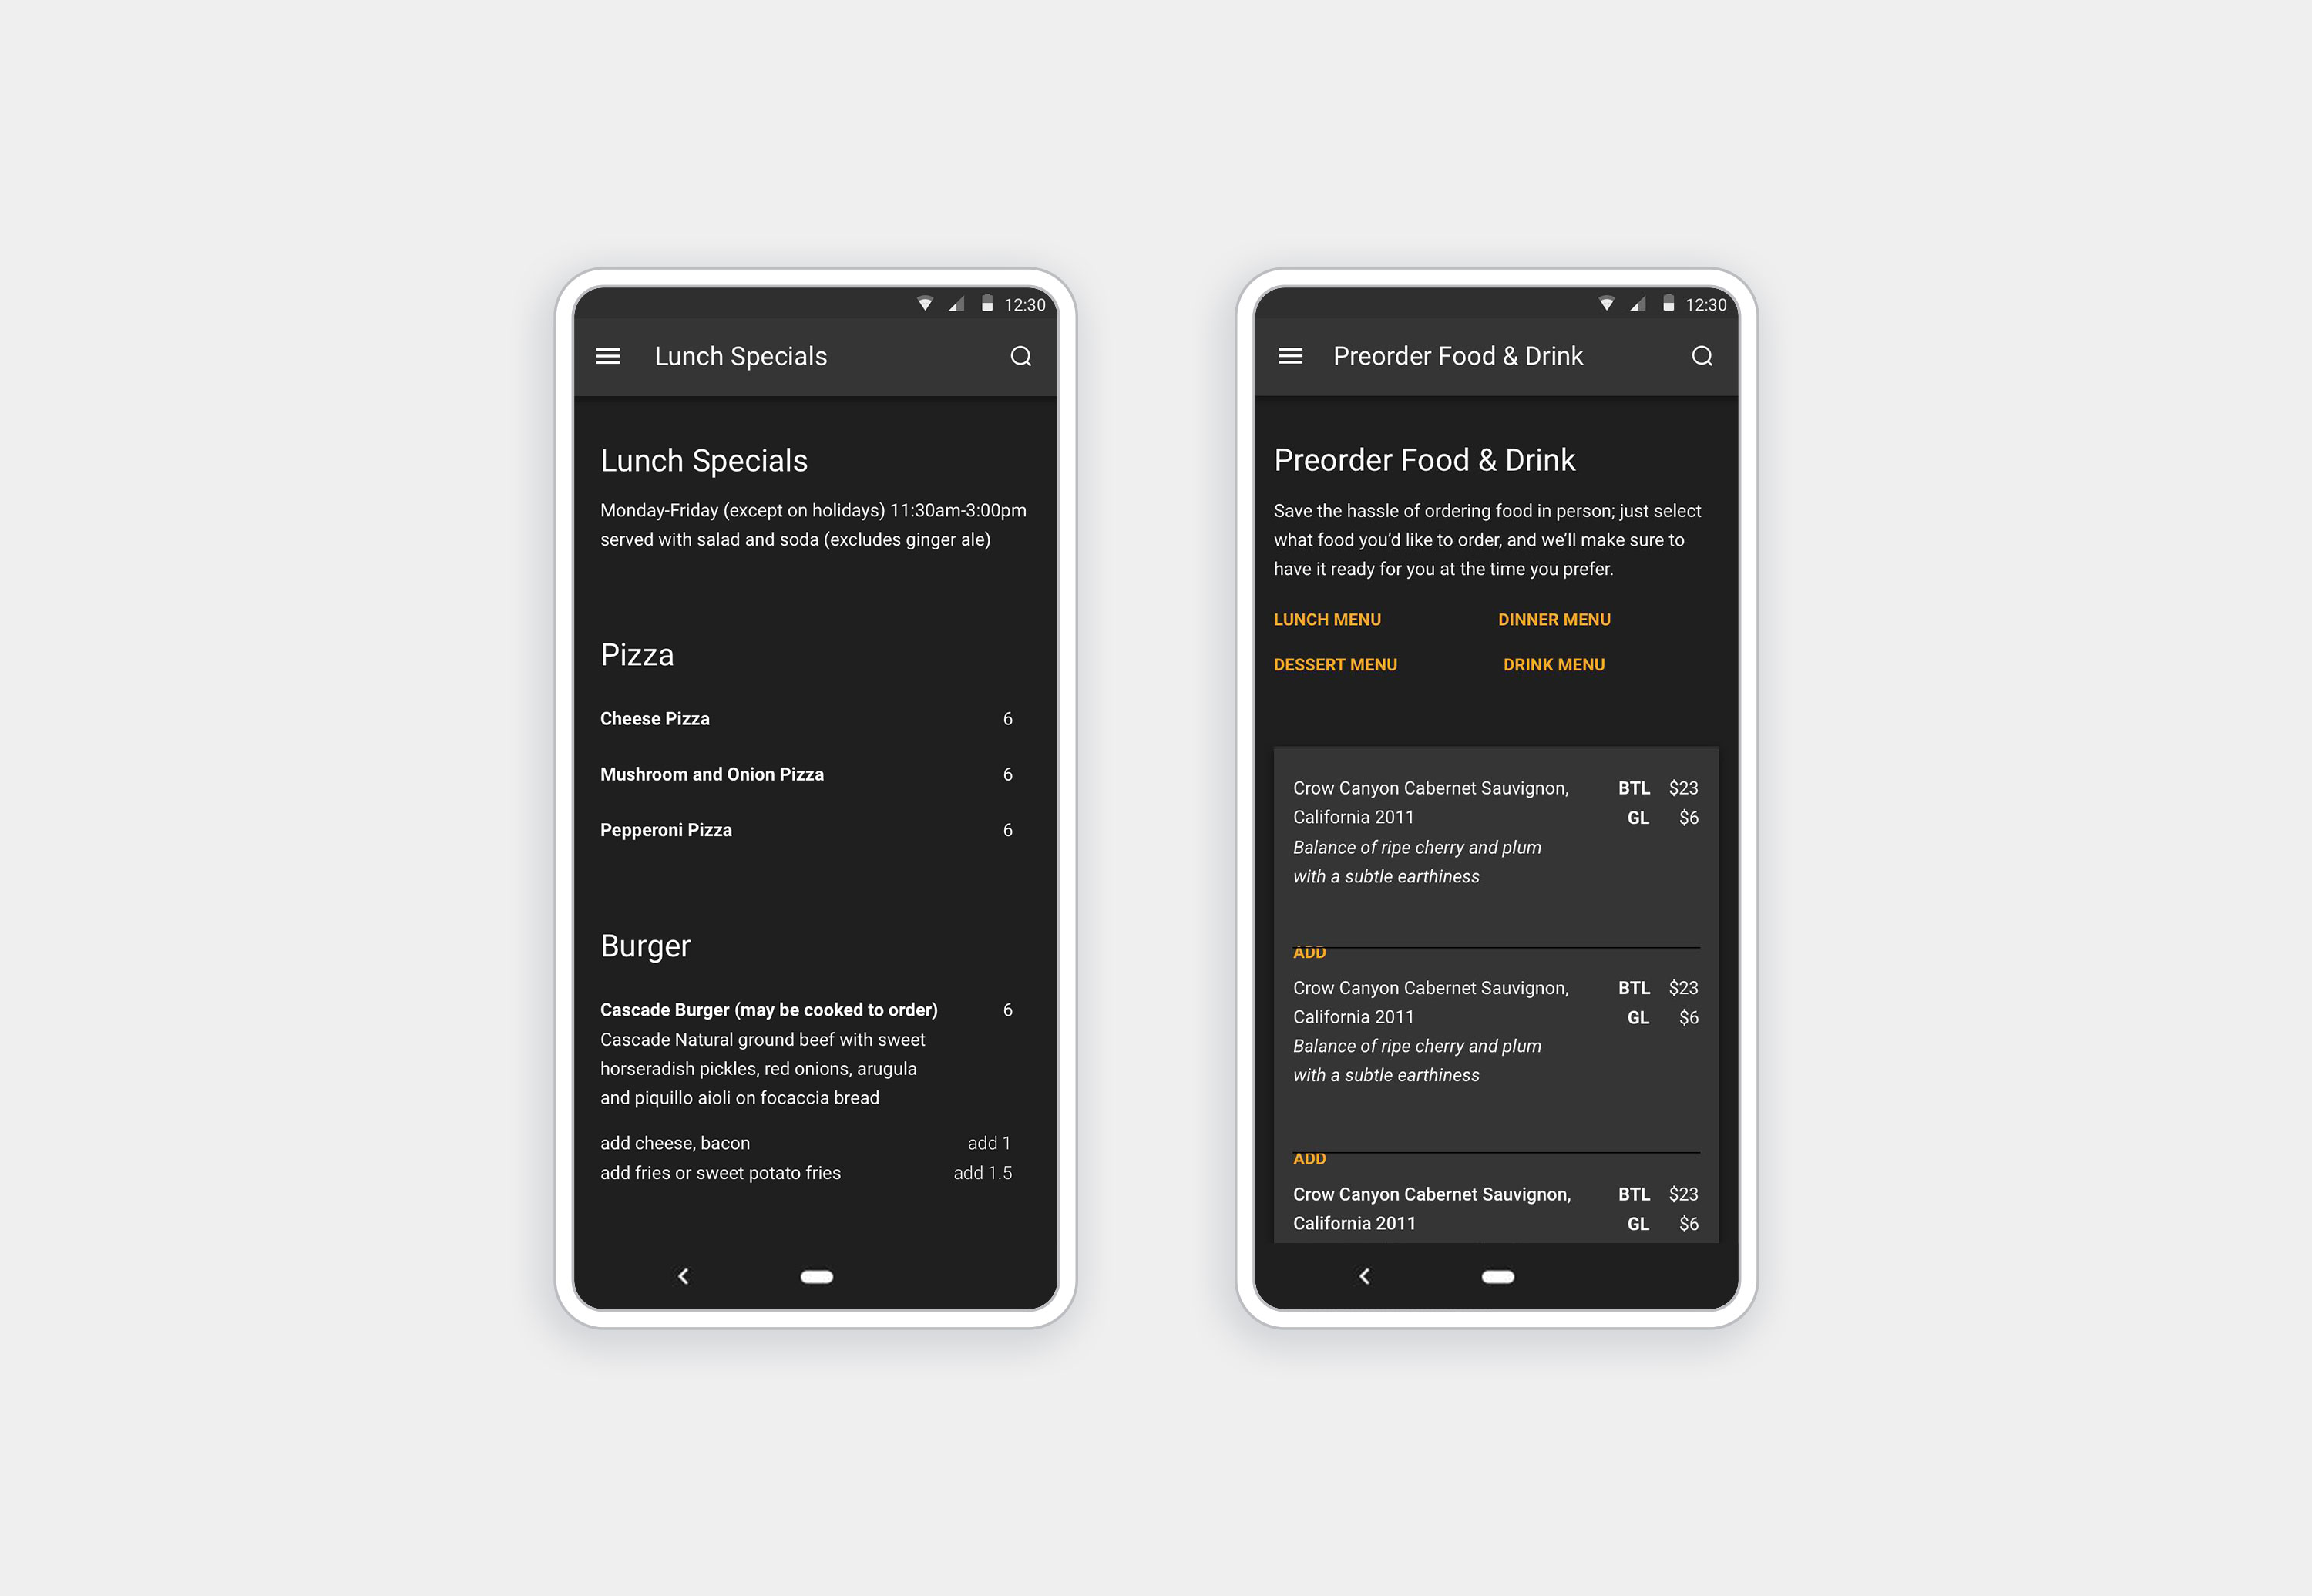 12:30
Lunch Specials
Lunch Specials
Monday-Friday (except on holidays) 11:30am-3:00pm
served with salad and soda (excludes ginger ale)
Pizza
Cheese Pizza 6
Mushroom and Onion Pizza 6
Pepperoni Pizza 6
Burger
Cascade Burger (may be cooked to order) 6
Cascade Natural ground beef with sweet
horseradish pickles, red onions, arugula
and piquillo aioli on focaccia bread
add cheese, bacon add 1
add fries or sweet potato fries add 1.5
12:30
Preorder Food & Drink
Preorder Food & Drink
Save the hassle of ordering food in person; just select
what food you’d like to order, and we’ll make sure to
have it ready for you at the time you prefer.
LUNCH MENU DINNER MENU
DESSERT MENU DRINK MENU
Crow Canyon Cabernet Sauvignon, BTL $23
California 2011 GL $6
Balance of ripe cherry and plum
with a subtle earthiness
ADD
Crow Canyon Cabernet Sauvignon, BTL $23
California 2011 GL $6
Balance of ripe cherry and plum
with a subtle earthiness
ADD
Crow Canyon Cabernet Sauvignon, BTL $23
California 2011 GL $6